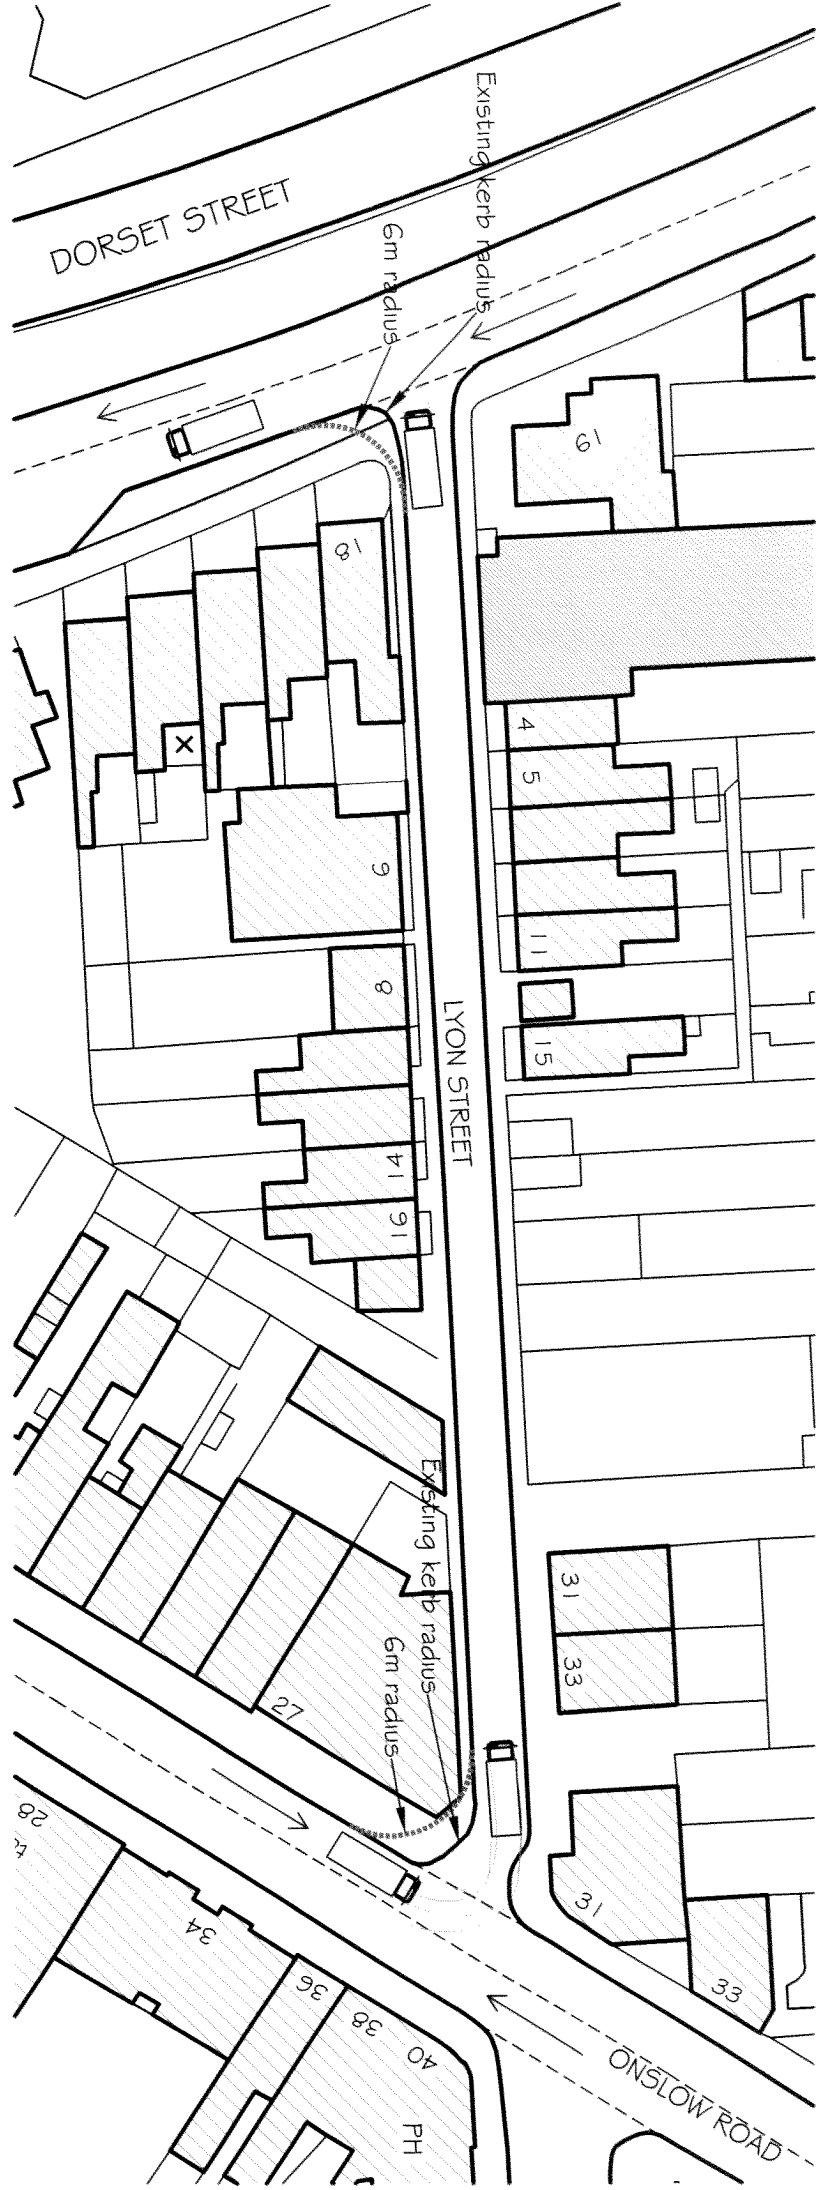 Existing kerb radius
DORSET STREET
6m radius
19
18
4
5
9
11
8
LYON STREET
15
14
16
Existing kerb radius
31
33
6m radius
27
28
to
31
34
33
36
38
40
ONSLOW ROAD
PH